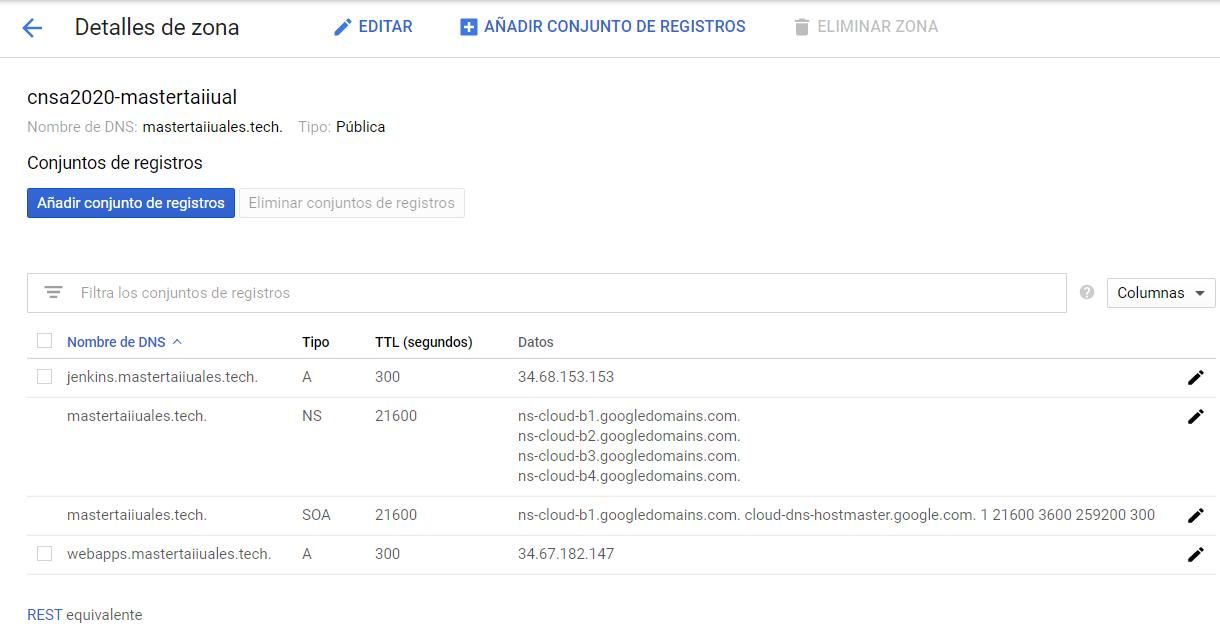 Detalles de zona EDITAR AÑADIR CONJUNTO DE REGISTROS ELIMINAR ZONA
cnsa2020-mastertaiiual
Nombre de DNS: mastertaiiuales.tech. Tipo: Pública
Conjuntos de registros
Añadir conjunto de registros Eliminar conjuntos de registros
Filtra los conjuntos de registros ? Columnas
Nombre de DNS Tipo TTL (segundos) Datos
jenkins.mastertaiiuales.tech. A 300 34.68.153.153
mastertaiiuales.tech. NS 21600 ns-cloud-b1.googledomains.com.
ns-cloud-b2.googledomains.com.
ns-cloud-b3.googledomains.com.
ns-cloud-b4.googledomains.com.
mastertaiiuales.tech. SOA 21600 ns-cloud-b1.googledomains.com. cloud-dns-hostmaster.google.com. 1 21600 3600 259200 300
webapps.mastertaiiuales.tech. A 300 34.67.182.147
REST equivalente